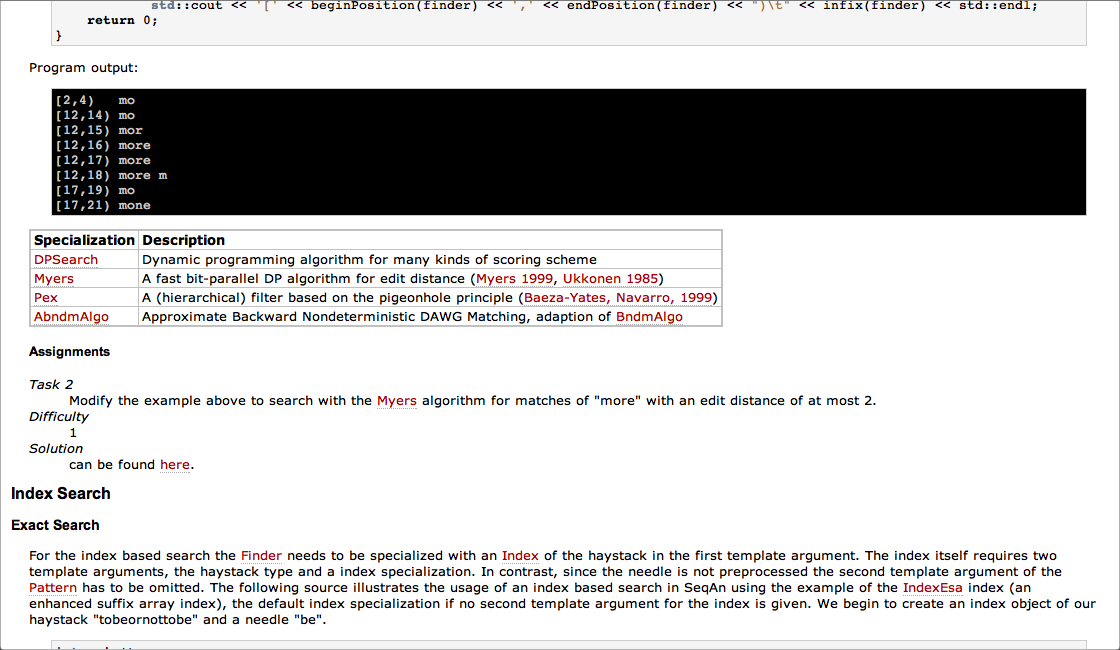 std::cout << '[' << beginPosition(finder) << ',' << endPosition(finder) << ")\t" << infix(finder) << std::endl;
return 0;
}
Program output:
[2,4)   mo
[12,14) mo
[12,15) mor
[12,16) more
[12,17) more
[12,18) more m
[17,19) mo
[17,21) mone
Specialization Description
DPSearch Dynamic programming algorithm for many kinds of scoring scheme
Myers A fast bit-parallel DP algorithm for edit distance (Myers 1999, Ukkonen 1985)
Pex A (hierarchical) filter based on the pigeonhole principle (Baeza-Yates, Navarro, 1999)
AbndmAlgo Approximate Backward Nondeterministic DAWG Matching, adaption of BndmAlgo
Assignments
Task 2
Modify the example above to search with the Myers algorithm for matches of "more" with an edit distance of at most 2.
Difficulty
1
Solution
can be found here.
Index Search
Exact Search
For the index based search the Finder needs to be specialized with an Index of the haystack in the first template argument. The index itself requires two
template arguments, the haystack type and a index specialization. In contrast, since the needle is not preprocessed the second template argument of the
Pattern has to be omitted. The following source illustrates the usage of an index based search in SeqAn using the example of the IndexEsa index (an
enhanced suffix array index), the default index specialization if no second template argument for the index is given. We begin to create an index object of our
haystack "tobeornottobe" and a needle "be".